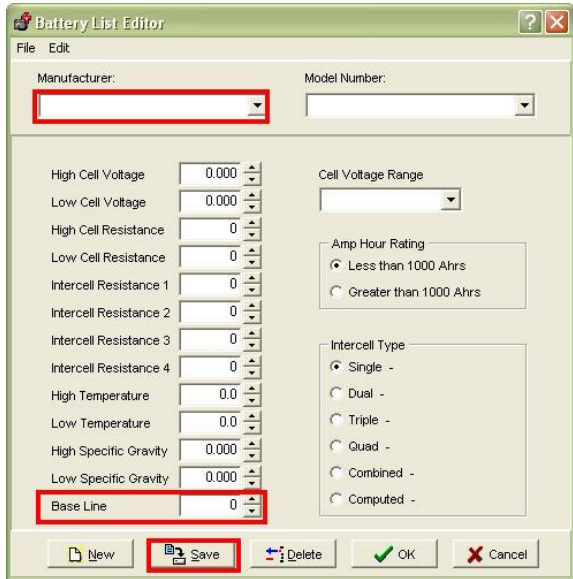 Battery List Editor
File Edit
Manufacturer: Model Number:
High Cell Voltage 0.000 Cell Voltage Range
Low Cell Voltage 0.000
High Cell Resistance 0
Low Cell Resistance 0
Intercell Resistance 1 0
Intercell Resistance 2 0
Intercell Resistance 3 0
Intercell Resistance 4 0
High Temperature 0.0
Low Temperature 0.0
High Specific Gravity 0.000
Low Specific Gravity 0.000
Base Line 0
Amp Hour Rating
Less than 1000 Ahrs
Greater than 1000 Ahrs
Intercell Type
Single -
Dual -
Triple -
Quad -
Combined -
Computed -
New Save Delete OK Cancel